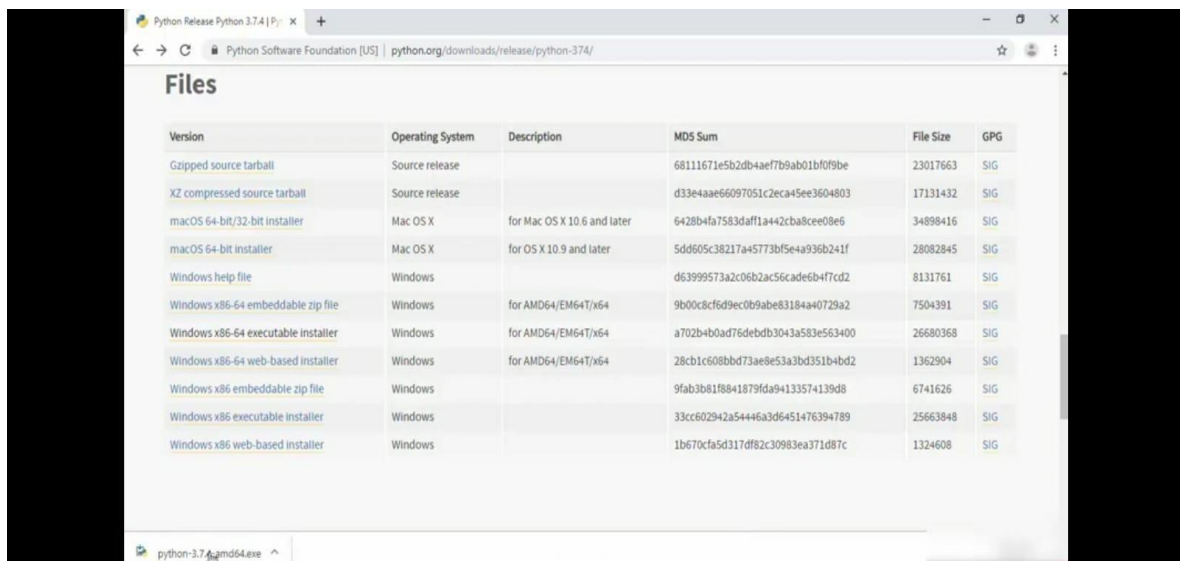 Python Release Python 3.7.4 | Py
Python Software Foundation [US] | python.org/downloads/release/python-374/
Files
Version Operating System Description MD5 Sum File Size GPG
Gzipped source tarball Source release 68111671e5b2db4aef7b9ab01bf0f9be 23017663 SIG
XZ compressed source tarball Source release d33e4aae66097051c2eca45ee3604803 17131432 SIG
macOS 64-bit/32-bit installer Mac OS X for Mac OS X 10.6 and later 6428b4fa7583daff1a442cba8cee08e6 34898416 SIG
macOS 64-bit installer Mac OS X for OS X 10.9 and later 5dd605c38217a45773bf5e4a936b241f 28082845 SIG
Windows help file Windows d63999573a2c06b2ac56cade6b4f7cd2 8131761 SIG
Windows x86-64 embeddable zip file Windows for AMD64/EM64T/x64 9b00c8cf6d9ec0b9abe83184a40729a2 7504391 SIG
Windows x86-64 executable installer Windows for AMD64/EM64T/x64 a702b4b0ad76debdb3043a583e563400 26680368 SIG
Windows x86-64 web-based installer Windows for AMD64/EM64T/x64 28cb1c608bbd73ae8e53a3bd351b4bd2 1362904 SIG
Windows x86 embeddable zip file Windows 9fab3b81f8841879fda94133574139d8 6741626 SIG
Windows x86 executable installer Windows 33cc602942a54446a3d6451476394789 25663848 SIG
Windows x86 web-based installer Windows 1b670cfa5d317df82c30983ea371d87c 1324608 SIG
python-3.7.4-amd64.exe